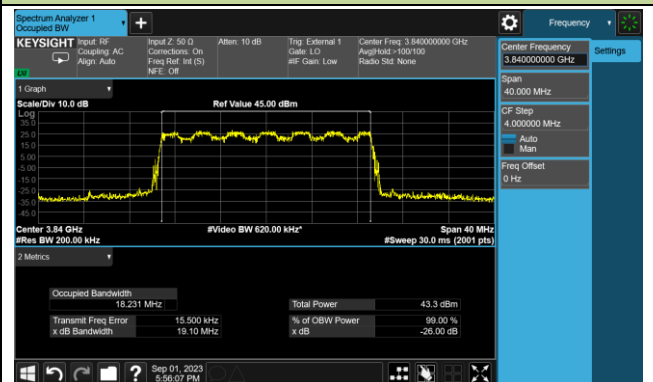 Spectrum Analyzer 1
Occupied BW
Frequency
KEYSIGHT
Input: RF
Coupling: AC
Align: Auto
Input Z: 50 Ω
Corrections: On
Freq Ref: Int (S)
NFE: Off
Atten: 10 dB
Trig: External 1
Gate: LO
#IF Gain: Low
Center Freq: 3.840000000 GHz
Avg|Hold:>100/100
Radio Std: None
Center Frequency
3.840000000 GHz
Settings
Span
40.000 MHz
CF Step
4.000000 MHz
Auto
Man
Freq Offset
0 Hz
1 Graph
Scale/Div 10.0 dB
Ref Value 45.00 dBm
Log
35.0
25.0
15.0
5.00
-5.00
-15.0
-25.0
-35.0
-45.0
Center 3.84 GHz
#Video BW 620.00 kHz*
Span 40 MHz
#Res BW 200.00 kHz
#Sweep 30.0 ms (2001 pts)
2 Metrics
Occupied Bandwidth
18.231 MHz
Total Power
43.3 dBm
Transmit Freq Error
15.500 kHz
% of OBW Power
99.00 %
x dB Bandwidth
19.10 MHz
x dB
-26.00 dB
Sep 01, 2023
5:56:07 PM